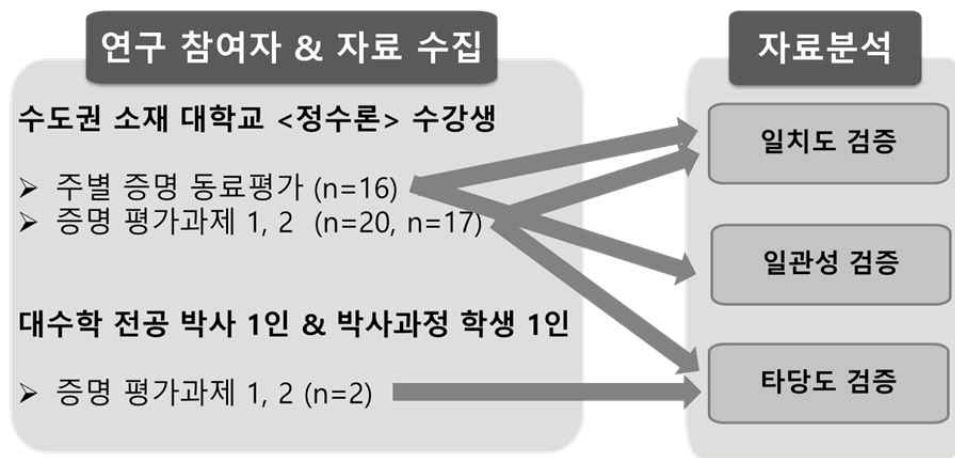 연구 참여자 & 자료 수집
수도권 소재 대학교 <정수론> 수강생
➢ 주별 증명 동료평가 (n=16)
➢ 증명 평가과제 1, 2 (n=20, n=17)
대수학 전공 박사 1인 & 박사과정 학생 1인
➢ 증명 평가과제 1, 2 (n=2)
자료분석
일치도 검증
일관성 검증
타당도 검증